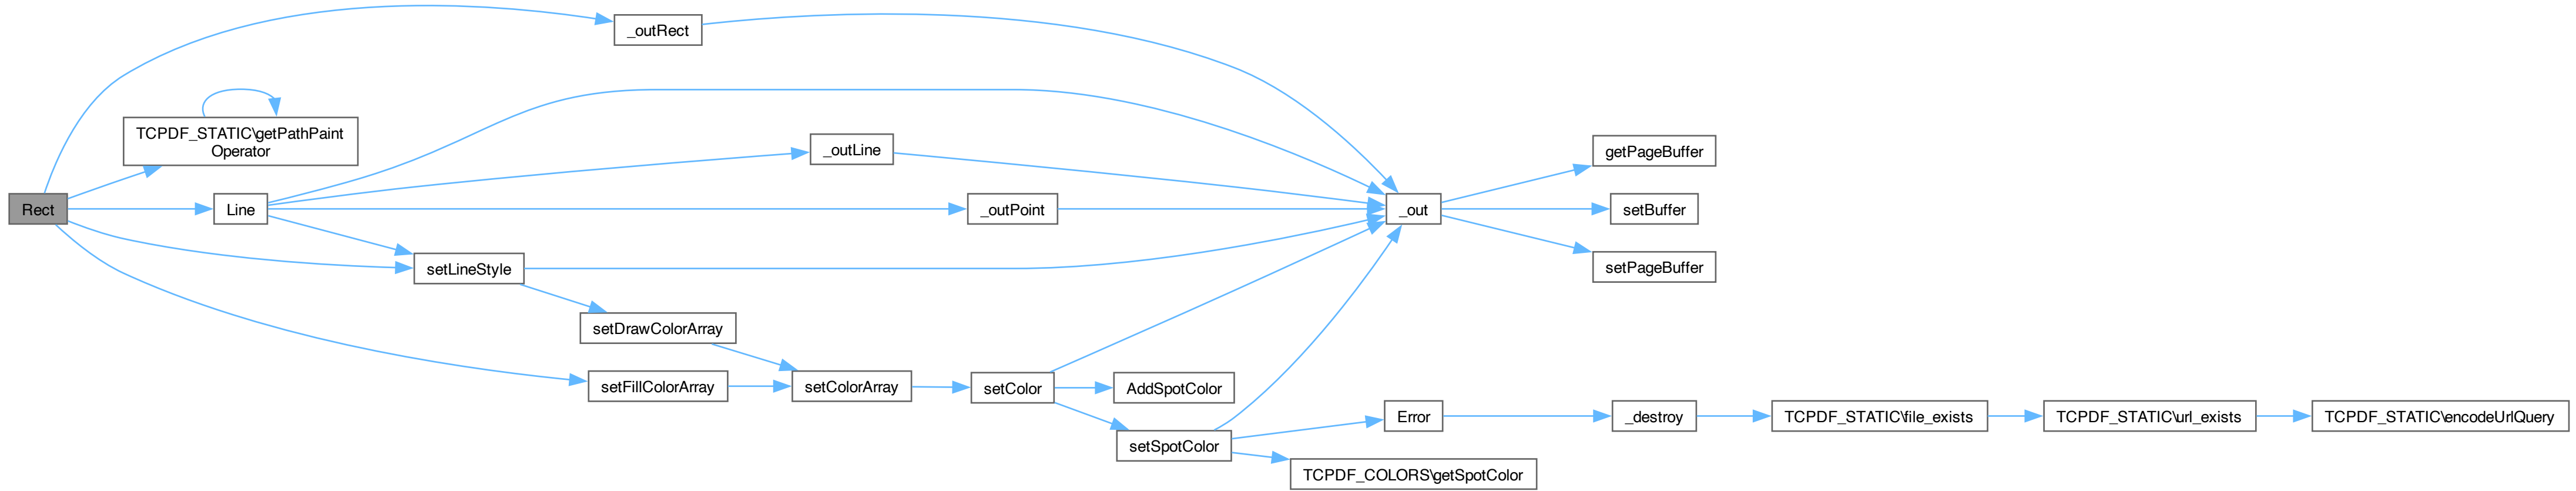 _outRect
TCPDF_STATIC\getPathPaint
Operator
_outLine
getPageBuffer
Rect
Line
_outPoint
_out
setBuffer
setLineStyle
setPageBuffer
setDrawColorArray
setFillColorArray
setColorArray
setColor
AddSpotColor
Error
_destroy
TCPDF_STATIC\file_exists
TCPDF_STATIC\url_exists
TCPDF_STATIC\encodeUrlQuery
setSpotColor
TCPDF_COLORS\getSpotColor